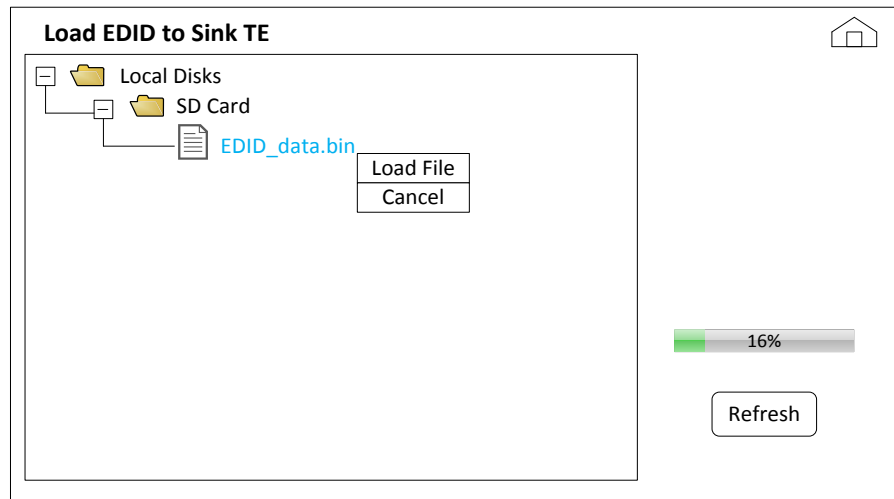 Load EDID to Sink TE
Local Disks
SD Card
EDID_data.bin
Load File
Cancel
16%
Refresh